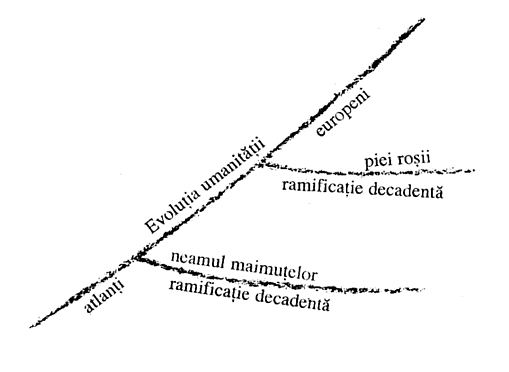 europeni
Evoluția umanității
piei roșii
ramificație decadentă
neamul maimuțelor
ramificație decadentă
atlanți